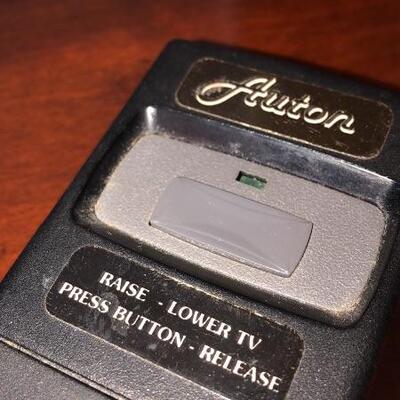 Auton
RAISE - LOWER TV
PRESS BUTTON - RELEASE